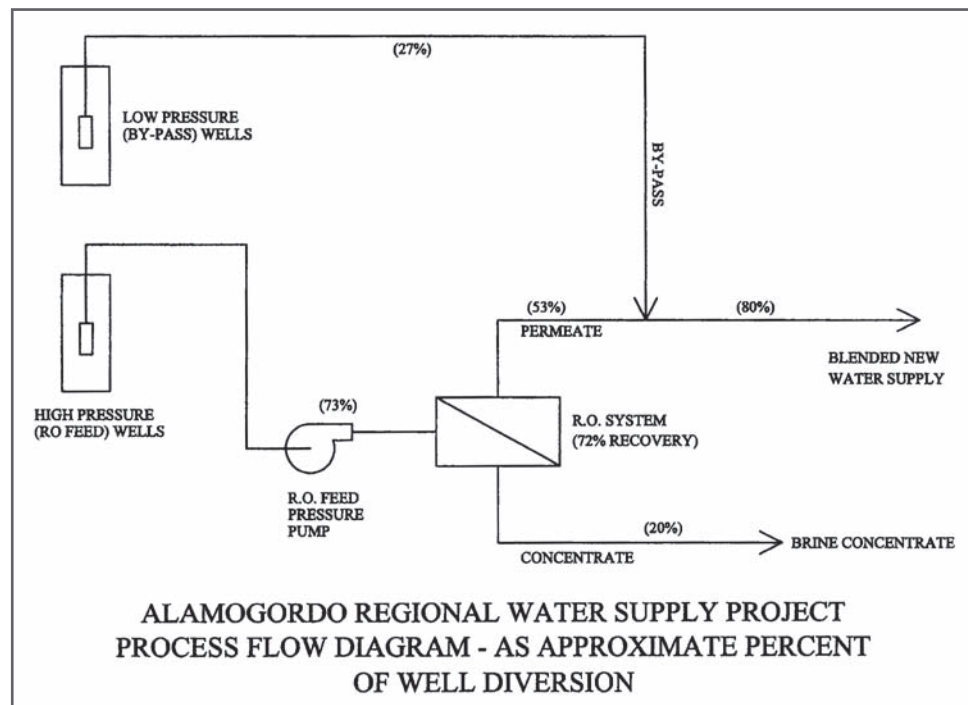 (27%)
LOW PRESSURE
(BY-PASS) WELLS
BY-PASS
(53%)
(80%)
PERMEATE
BLENDED NEW
WATER SUPPLY
HIGH PRESSURE
(RO FEED) WELLS
(73%)
R.O. SYSTEM
(72% RECOVERY)
R.O. FEED
PRESSURE
PUMP
(20%)
CONCENTRATE
BRINE CONCENTRATE
ALAMOGORDO REGIONAL WATER SUPPLY PROJECT
PROCESS FLOW DIAGRAM - AS APPROXIMATE PERCENT
OF WELL DIVERSION